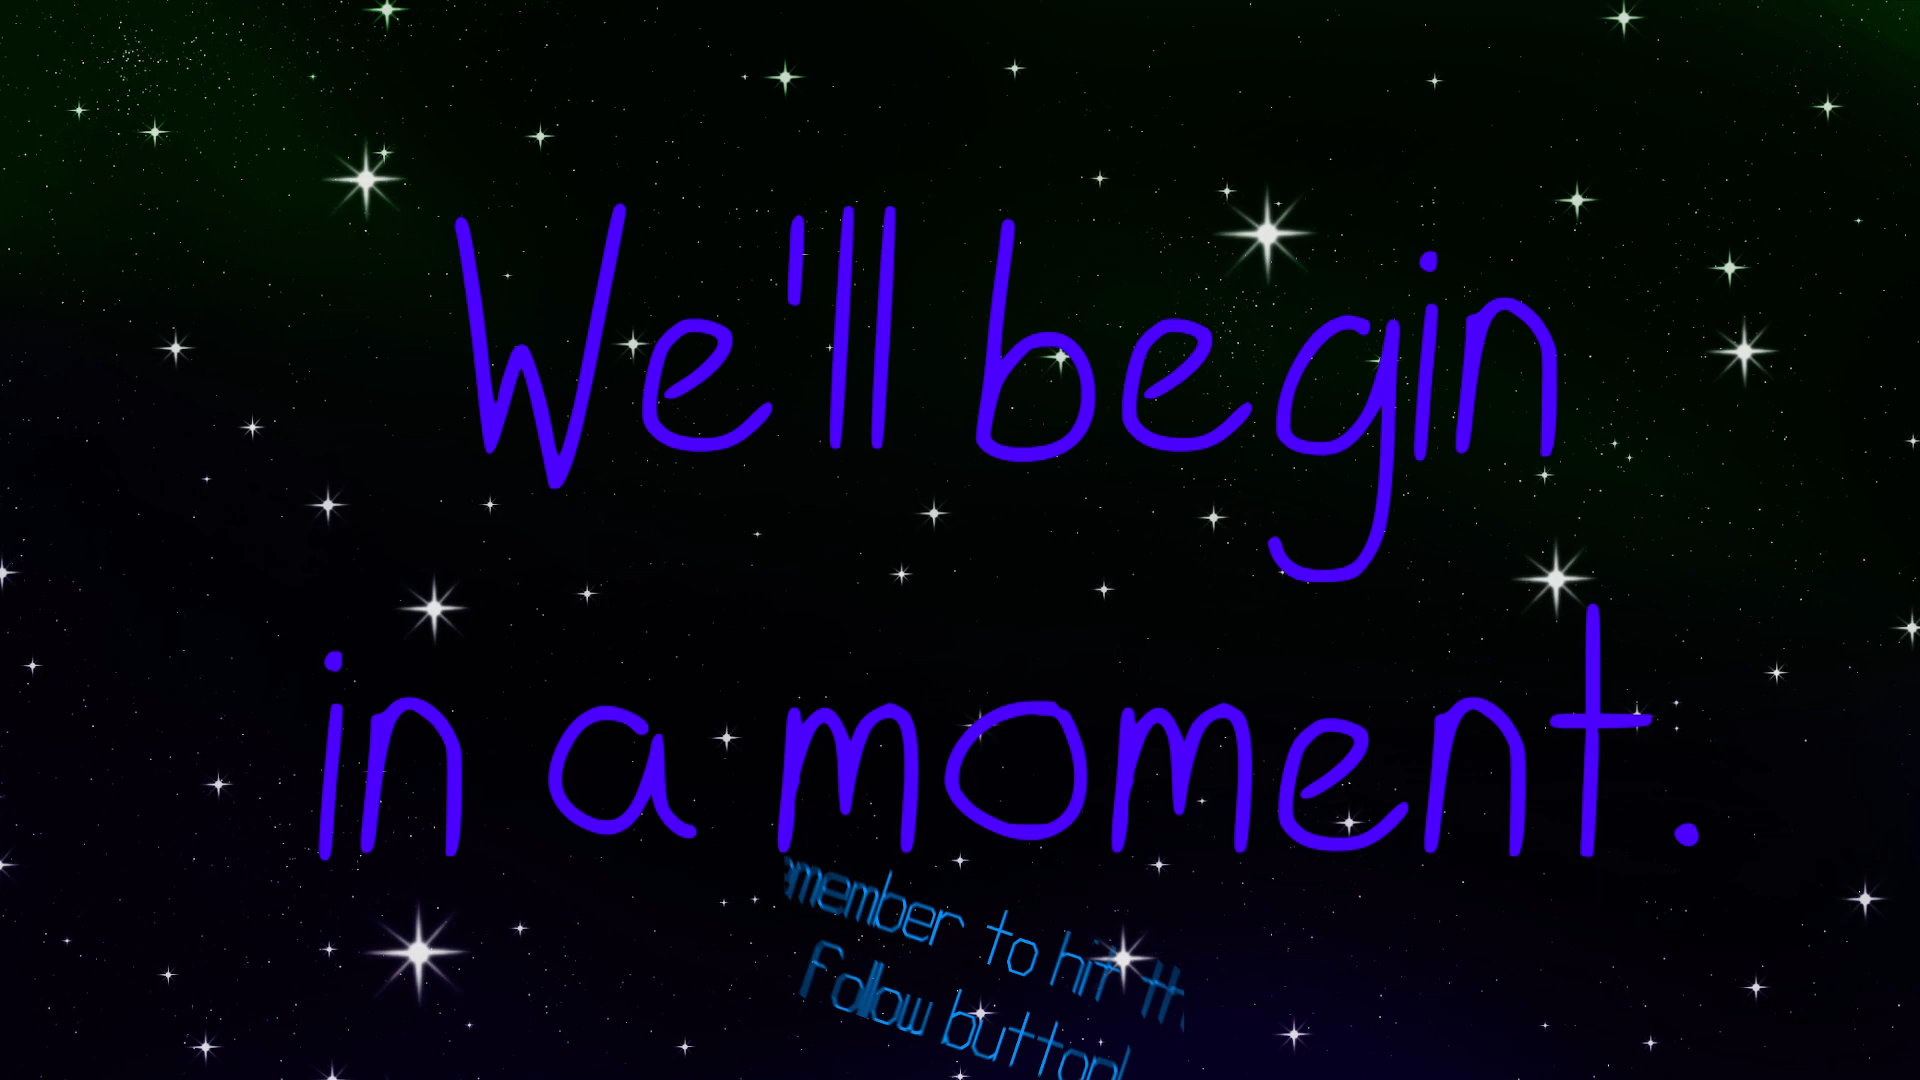 We'll begin
in a moment.
member to hit
Follow button!